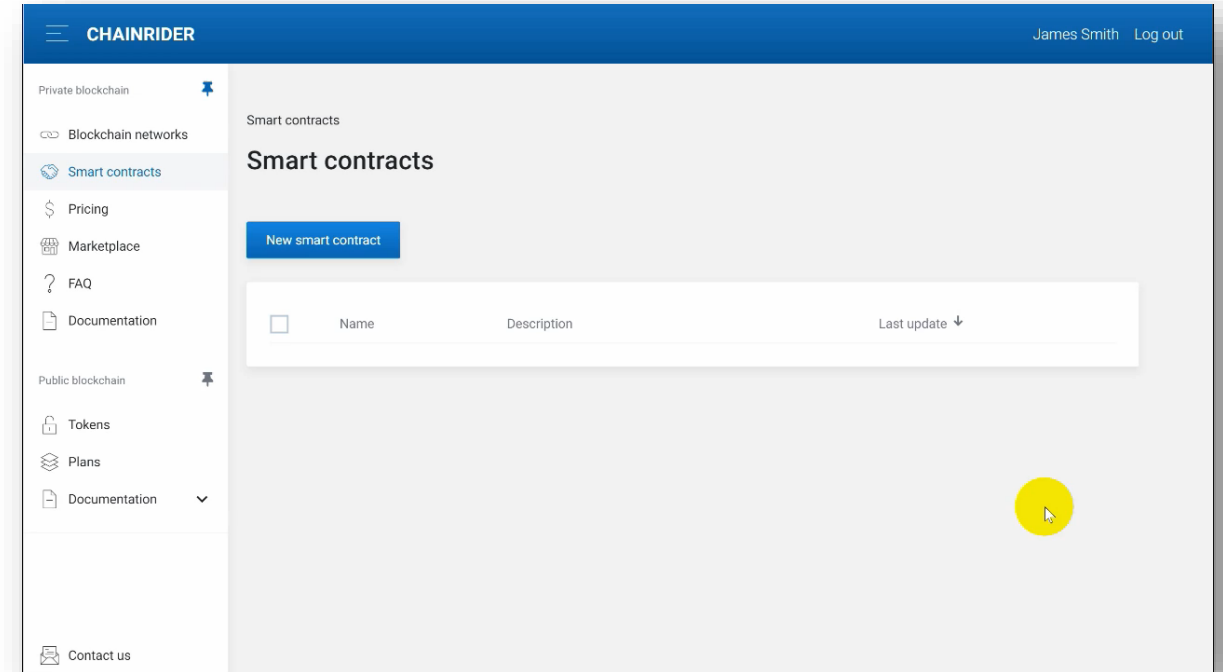 CHAINRIDER
James Smith Log out
Private blockchain
Blockchain networks
Smart contracts
Pricing
Marketplace
FAQ
Documentation
Public blockchain
Tokens
Plans
Documentation
Contact us
Smart contracts
Smart contracts
New smart contract
Name Description Last update